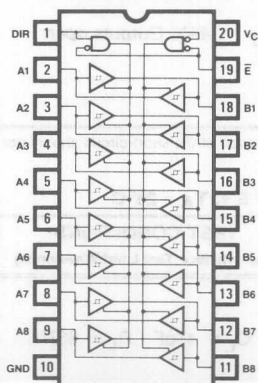 DIR 1 20 VC
A1 2 19 E̅
A2 3 18 B1
A3 4 17 B2
A4 5 16 B3
A5 6 15 B4
A6 7 14 B5
A7 8 13 B6
A8 9 12 B7
GND 10 11 B8